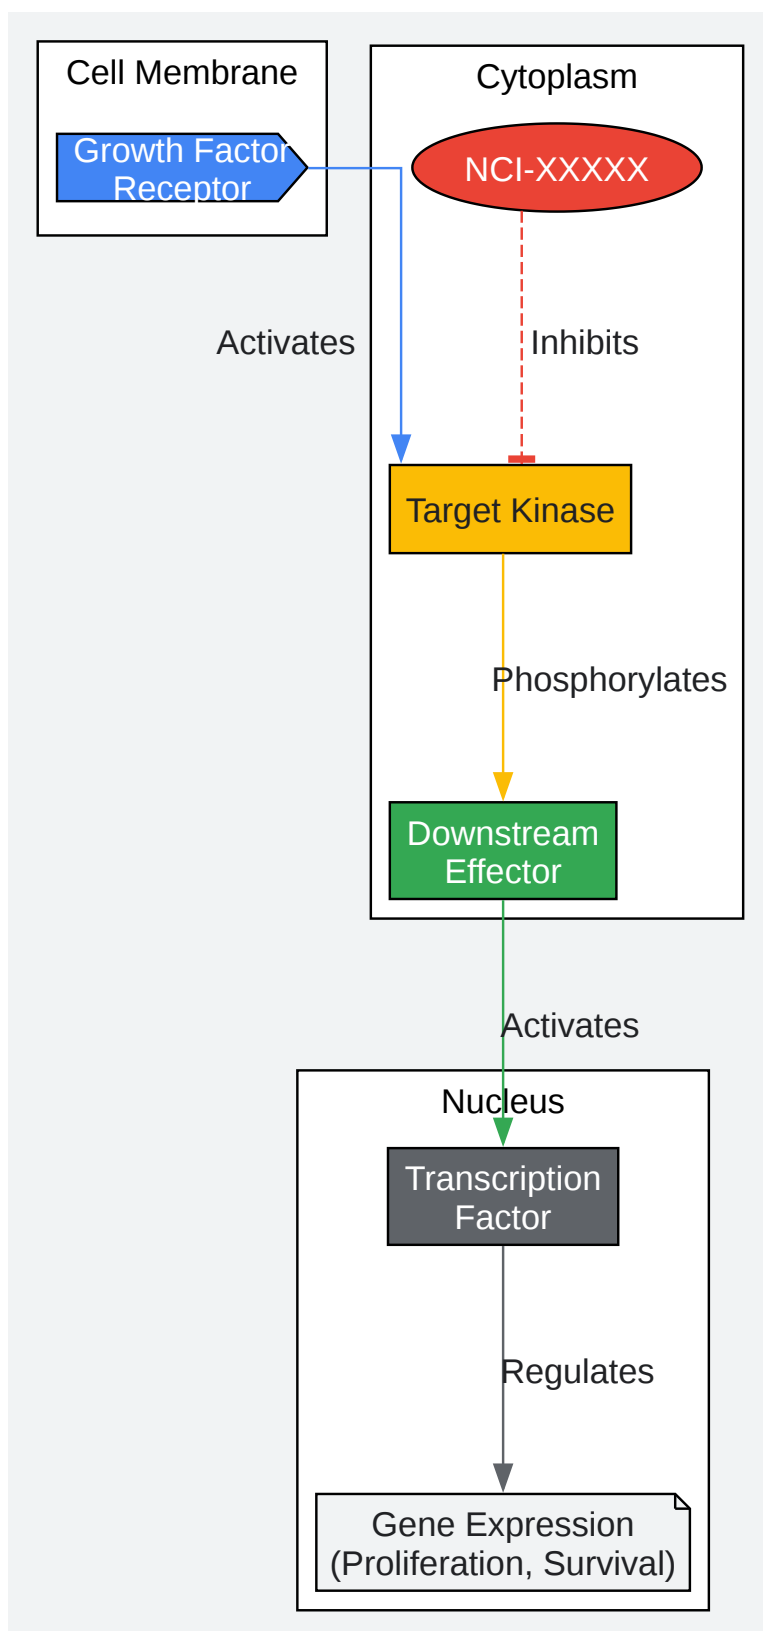 Cell Membrane
Growth Factor
Receptor
Cytoplasm
NCI-XXXXX
Activates
Inhibits
Target Kinase
Phosphorylates
Downstream
Effector
Activates
Nucleus
Transcription
Factor
Regulates
Gene Expression
(Proliferation, Survival)